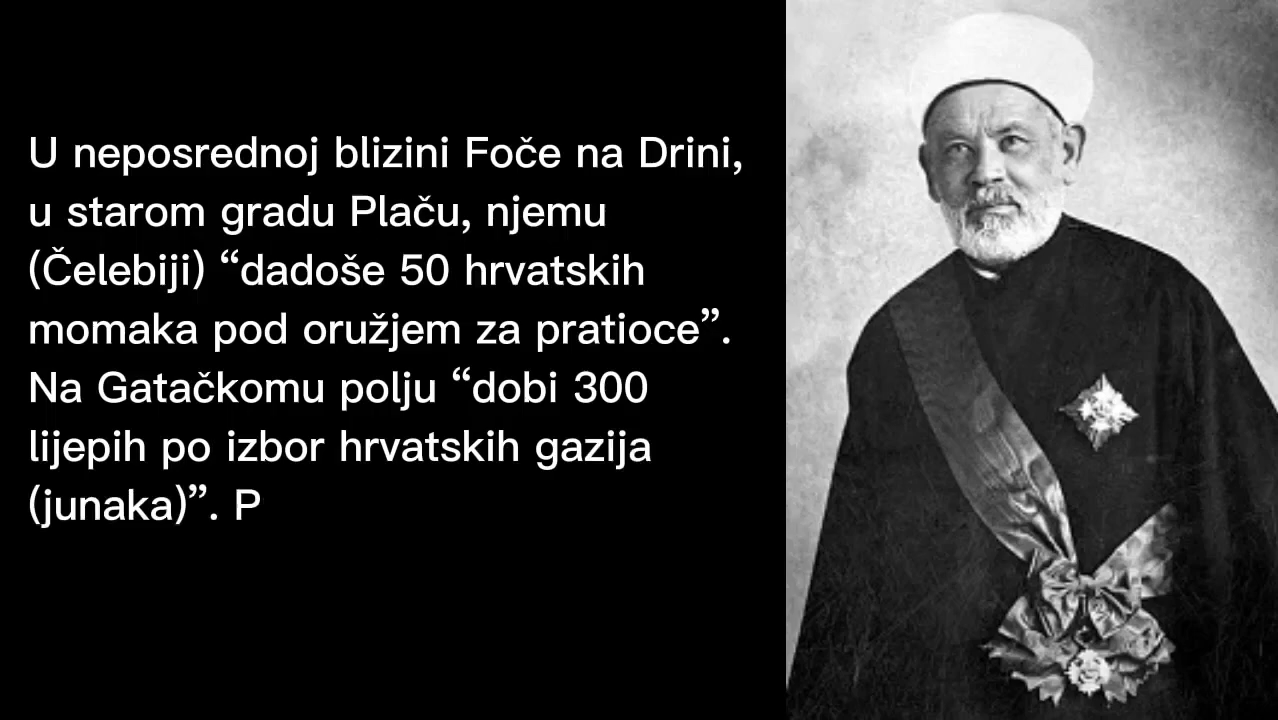 U neposrednoj blizini Foče na Drini,
u starom gradu Plaču, njemu
(Čelebiji) “dadoše 50 hrvatskih
momaka pod oružjem za pratioce”.
Na Gatačkomu polju “dobi 300
lijepih po izbor hrvatskih gazija
(junaka)”. P